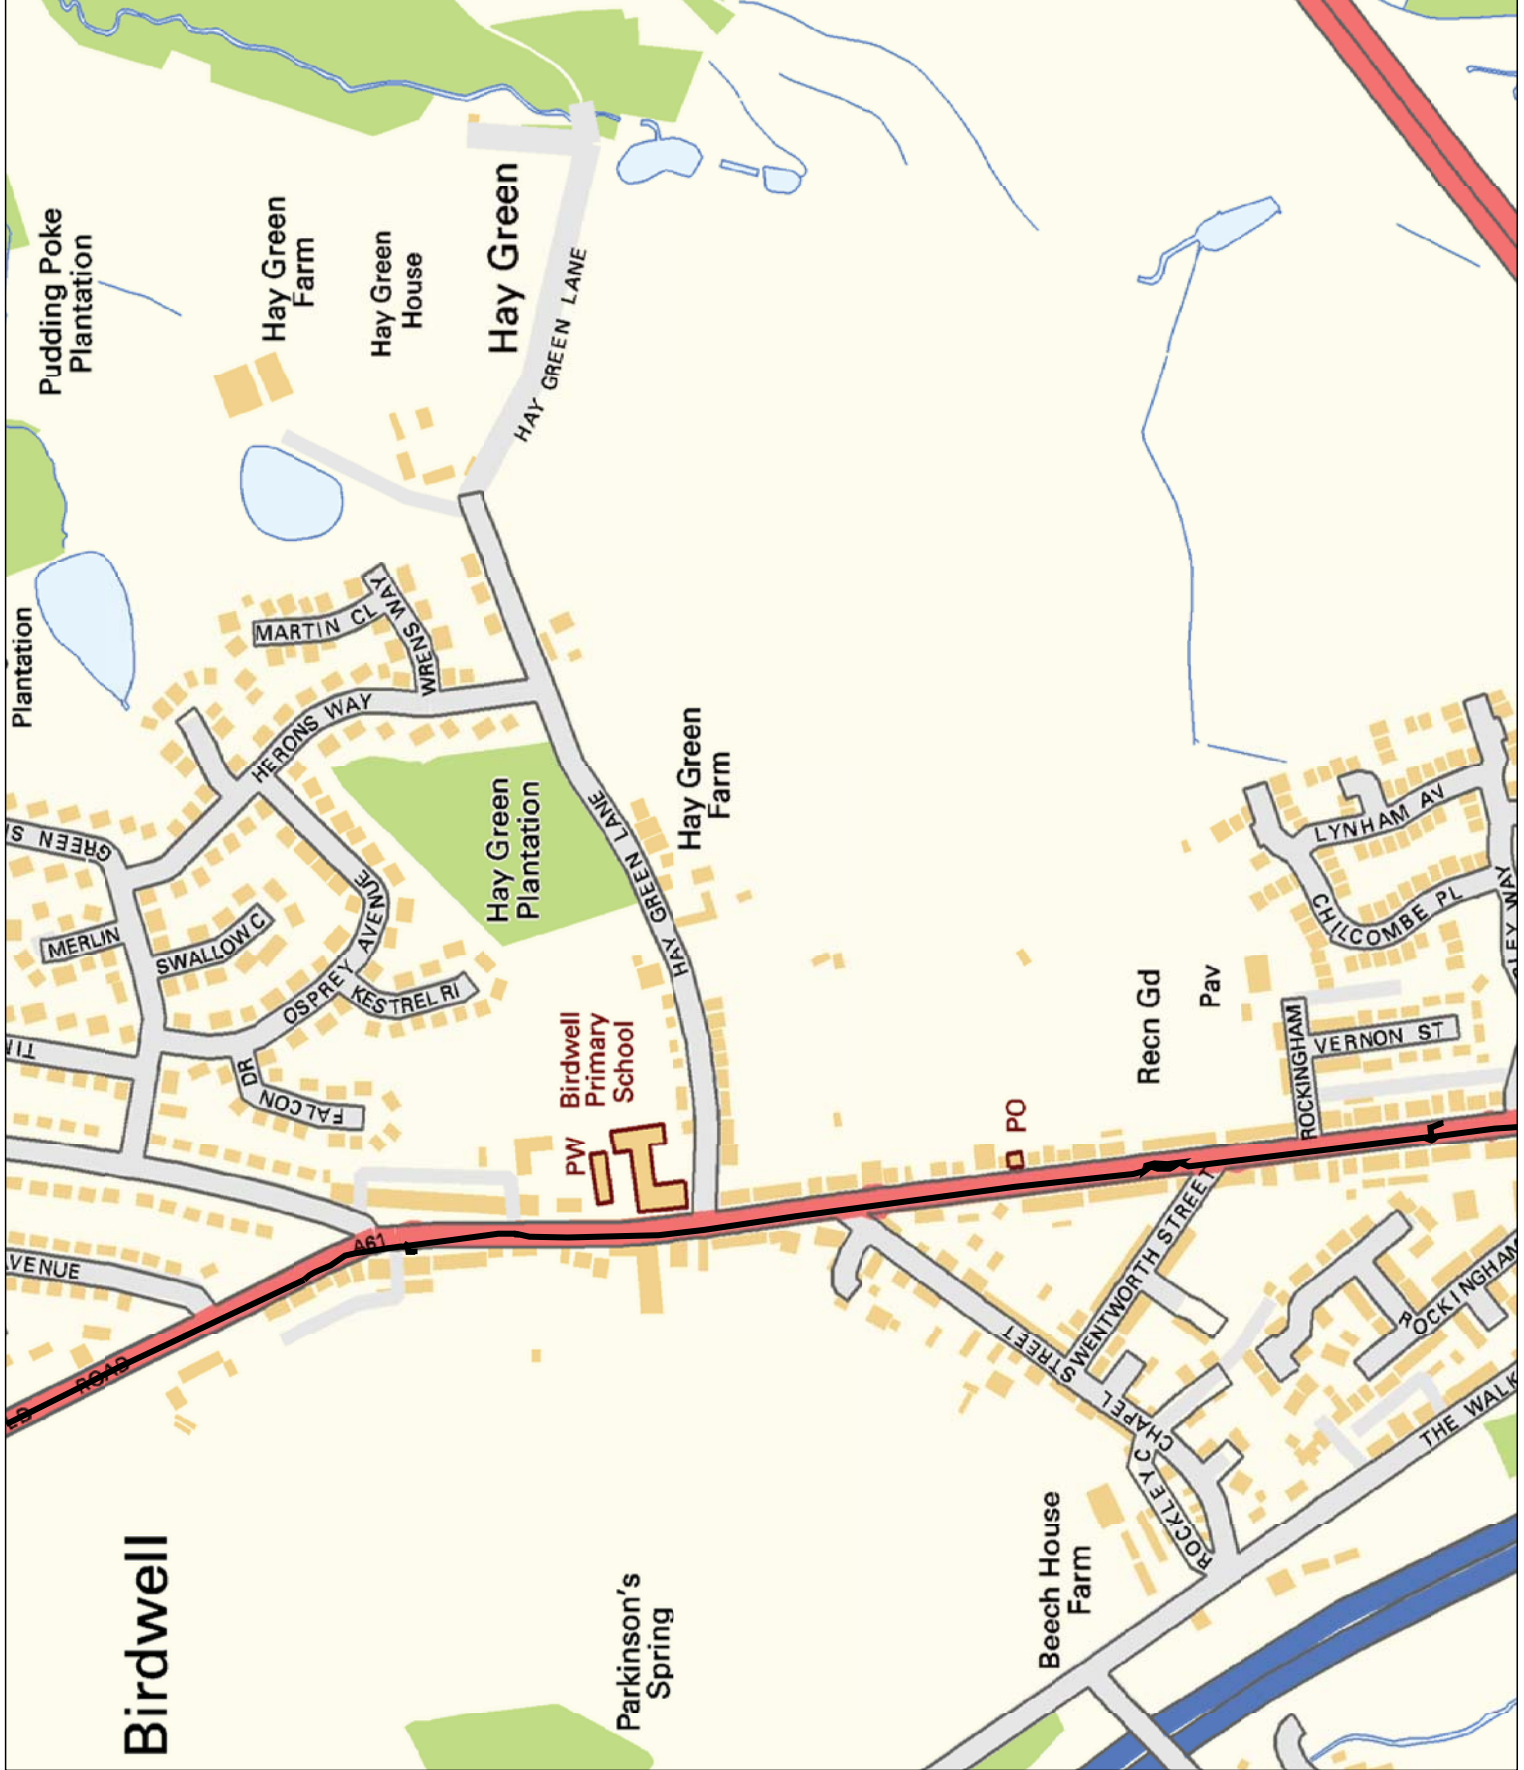 Pudding Poke
Plantation
Hay Green
Farm
Hay Green
House
Hay Green
HAY GREEN LANE
Plantation
MARTIN CL
WRENS WAY
HERONS WAY
GREEN S
MERLIN
SWALLOW C
OSPREY AVENUE
KESTREL RI
FALCON DR
Hay Green
Plantation
HAY GREEN LANE
Hay Green
Farm
Birdwell
Primary
School
PW
PO
Recn Gd
Pav
LYNHAM AV
CHILCOMBE PL
LEY WAY
ROCKINGHAM
VERNON ST
A61
VENUE
ROAD
WENTWORTH STREET
CHAPEL STREET
ROCKLEY C
ROCKINGHAM
THE WALK
Beech House
Farm
Parkinson's
Spring
Birdwell